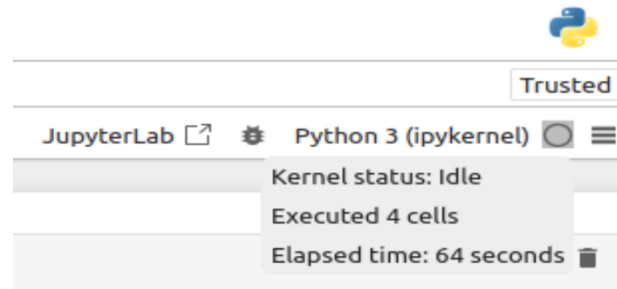 Trusted
JupyterLab Python 3 (ipykernel)
Kernel status: Idle
Executed 4 cells
Elapsed time: 64 seconds